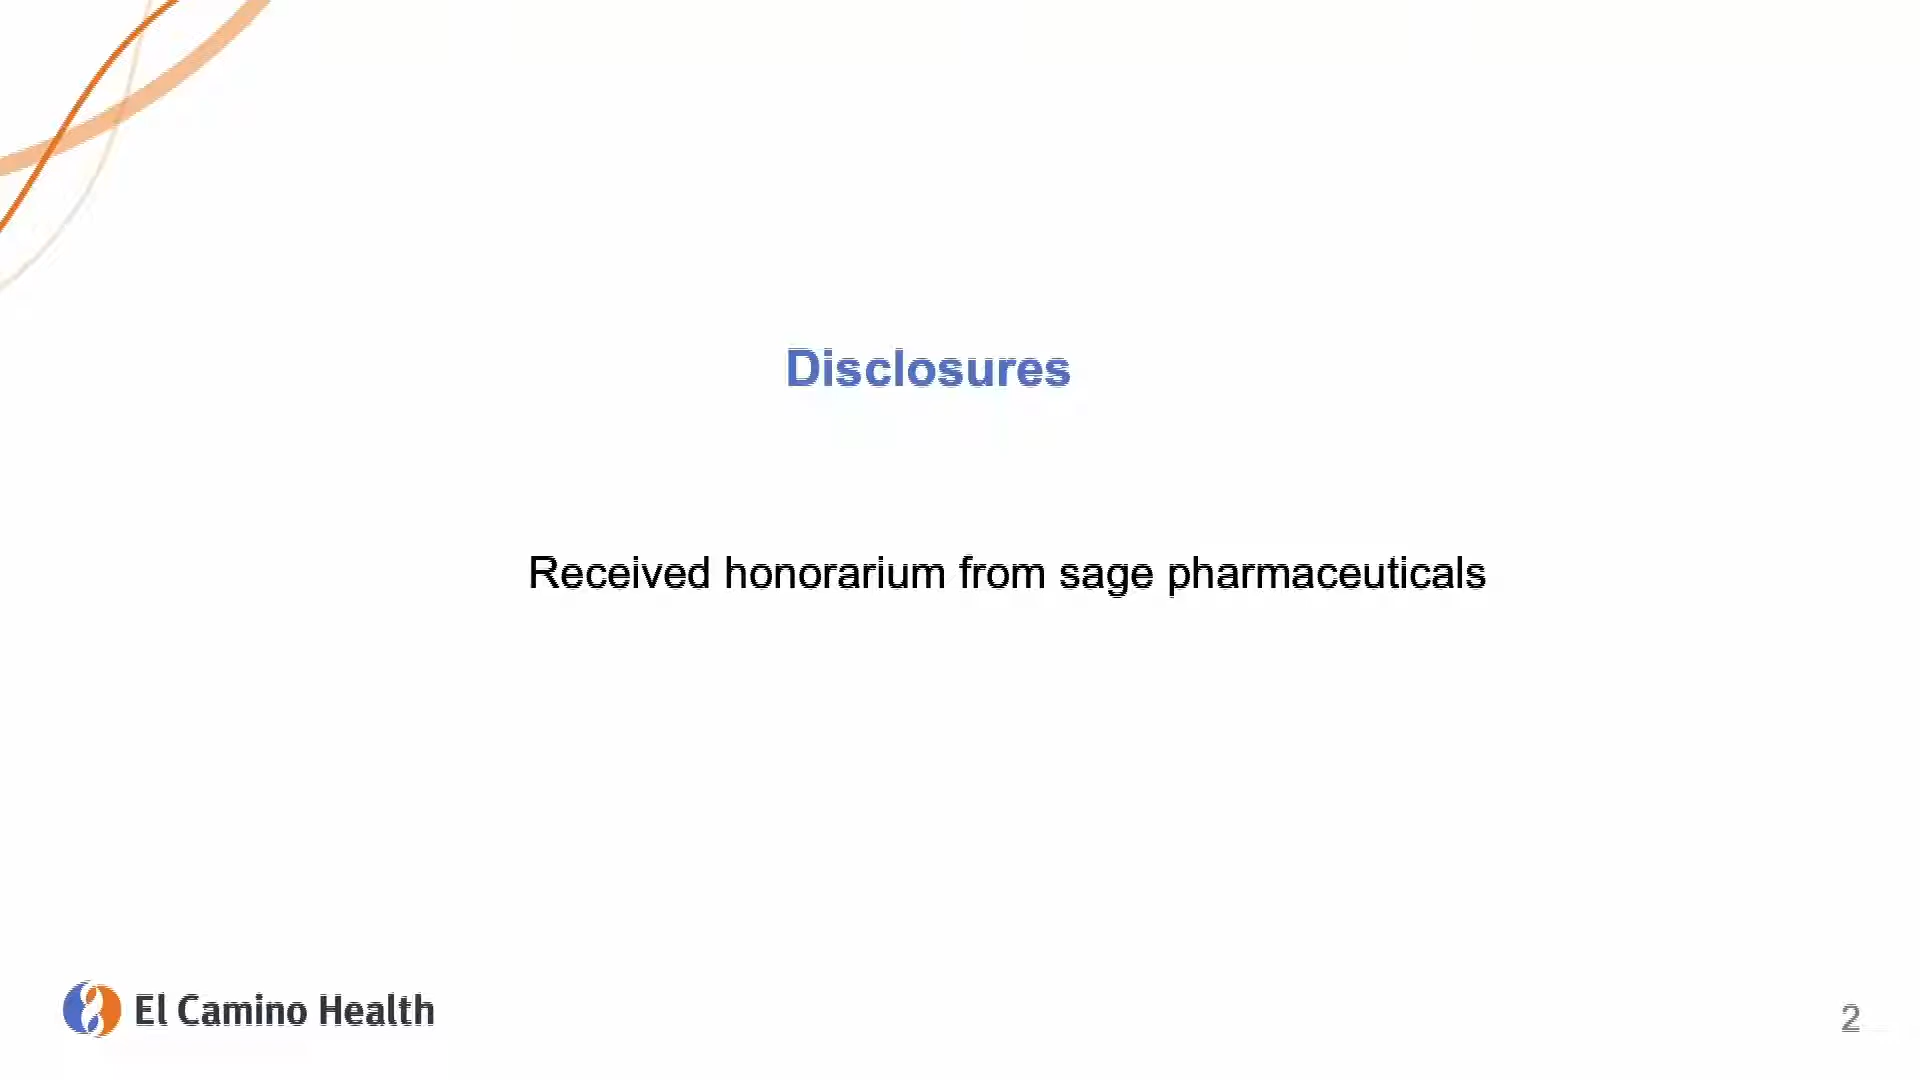 Disclosures
Received honorarium from sage pharmaceuticals
El Camino Health
2